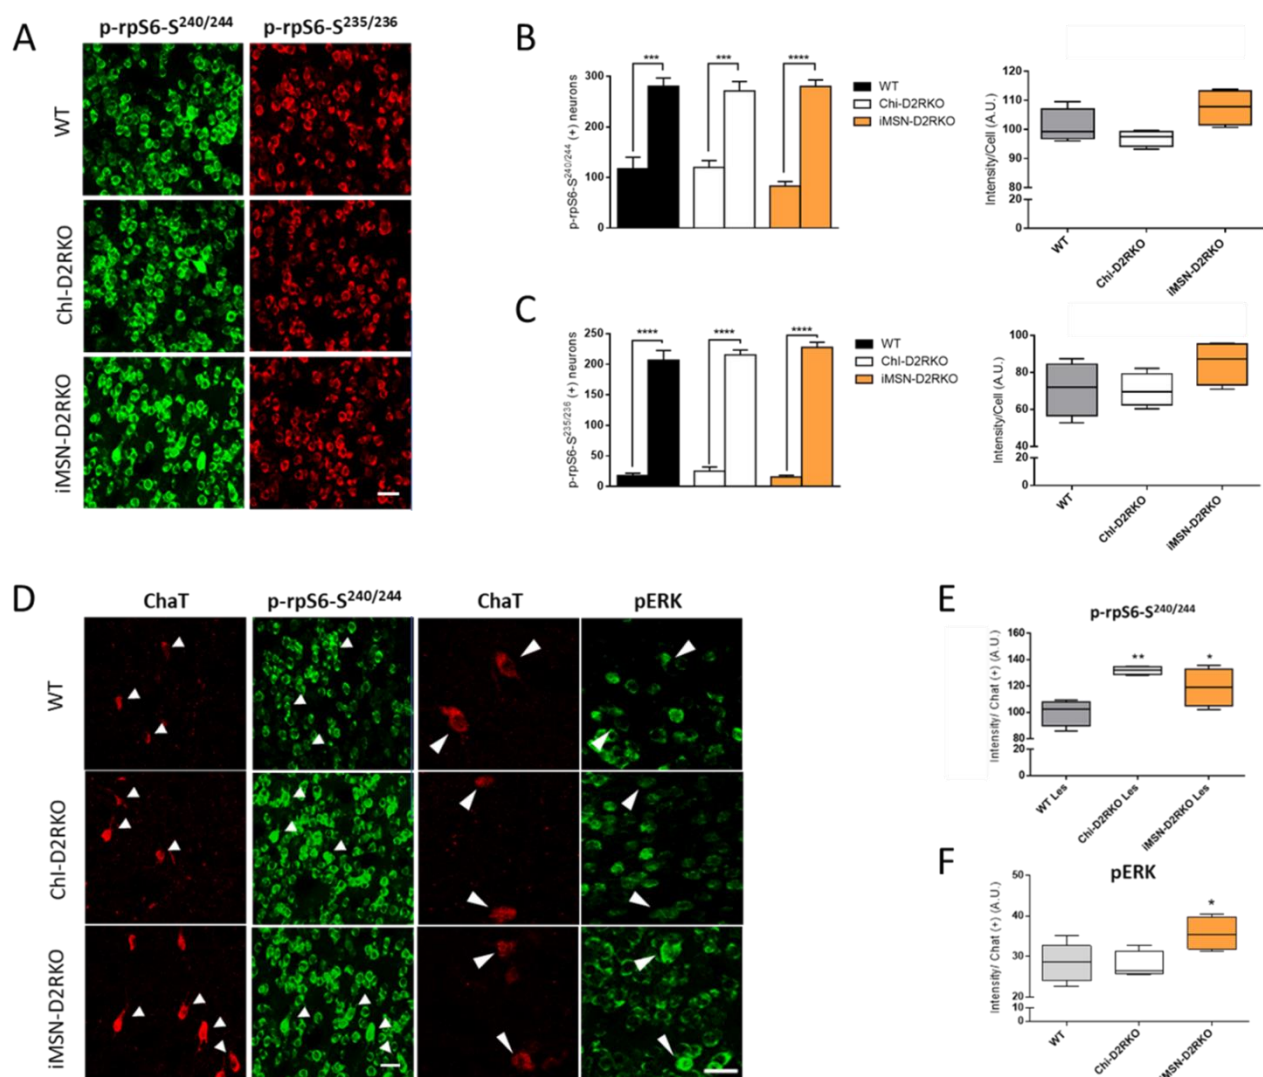 A
p-rpS6-S240/244
p-rpS6-S235/236
WT
ChI-D2RKO
iMSN-D2RKO
B
p-rpS6-S240/244 (+) neurons
300
200
100
0
***
***
****
WT
ChI-D2RKO
iMSN-D2RKO
Intensity/Cell (A.U.)
120
110
100
90
80
20
0
WT
ChI-D2RKO
iMSN-D2RKO
C
p-rpS6-S235/236 (+) neurons
250
200
150
100
50
0
****
****
****
WT
ChI-D2RKO
iMSN-D2RKO
Intensity/Cell (A.U.)
100
80
60
40
20
0
WT
ChI-D2RKO
iMSN-D2RKO
D
ChaT
p-rpS6-S240/244
ChaT
pERK
WT
ChI-D2RKO
iMSN-D2RKO
E
p-rpS6-S240/244
Intensity/ Chat (+) (A.U.)
160
140
120
100
80
20
0
**
*
WT Les
ChI-D2RKO Les
iMSN-D2RKO Les
F
pERK
Intensity/ Chat (+) (A.U.)
50
40
30
20
10
0
*
WT
ChI-D2RKO
iMSN-D2RKO